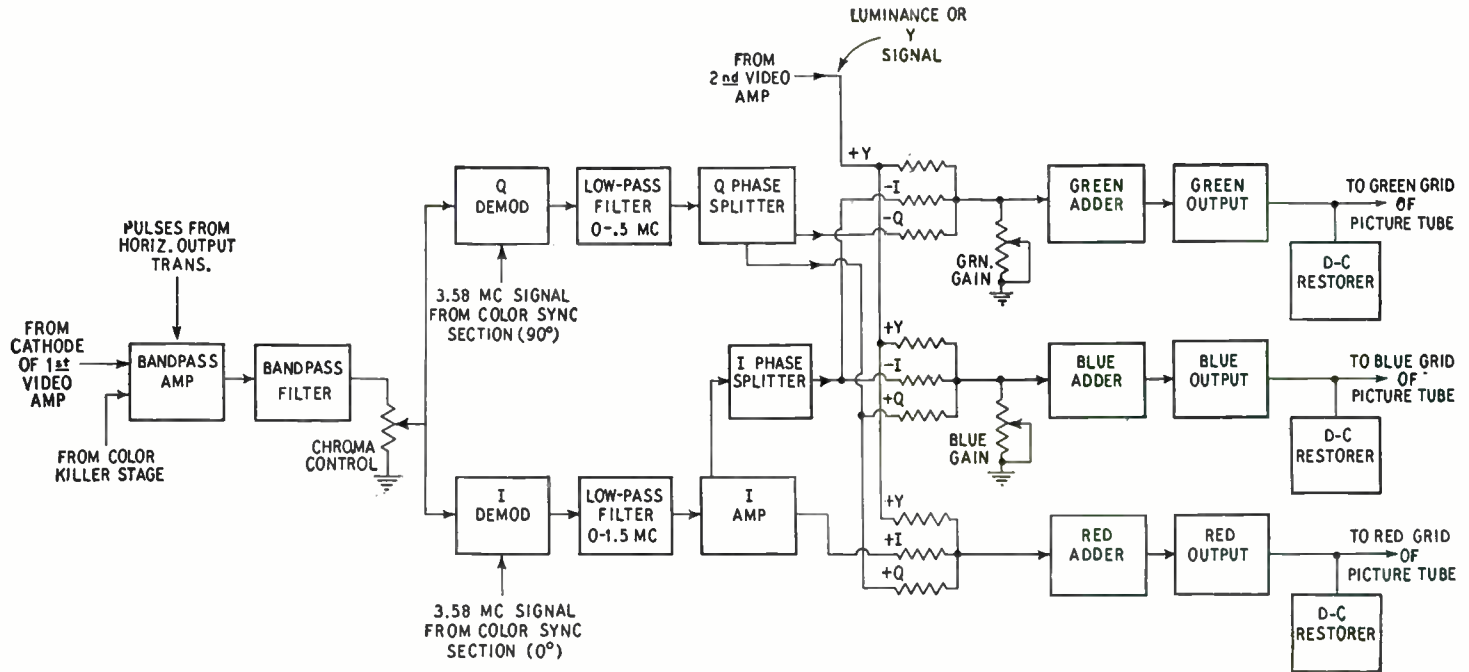 LUMINANCE OR
Y
SIGNAL
FROM
2nd VIDEO
AMP
+Y
-I
-Q
Q
DEMOD
LOW-PASS
FILTER
0-.5 MC
Q PHASE
SPLITTER
GREEN
ADDER
GREEN
OUTPUT
TO GREEN GRID
OF
PICTURE TUBE
GRN.
GAIN
D-C
RESTORER
PULSES FROM
HORIZ. OUTPUT
TRANS.
3.58 MC SIGNAL
FROM COLOR SYNC
SECTION (90°)
FROM
CATHODE
OF 1st
VIDEO
AMP
BANDPASS
AMP
BANDPASS
FILTER
FROM COLOR
KILLER STAGE
CHROMA
CONTROL
I PHASE
SPLITTER
+Y
-I
+Q
BLUE
ADDER
BLUE
OUTPUT
TO BLUE GRID
OF
PICTURE TUBE
BLUE
GAIN
D-C
RESTORER
I
DEMOD
LOW-PASS
FILTER
0-1.5 MC
I
AMP
+Y
+I
+Q
RED
ADDER
RED
OUTPUT
TO RED GRID
OF
PICTURE TUBE
D-C
RESTORER
3.58 MC SIGNAL
FROM COLOR SYNC
SECTION (0°)